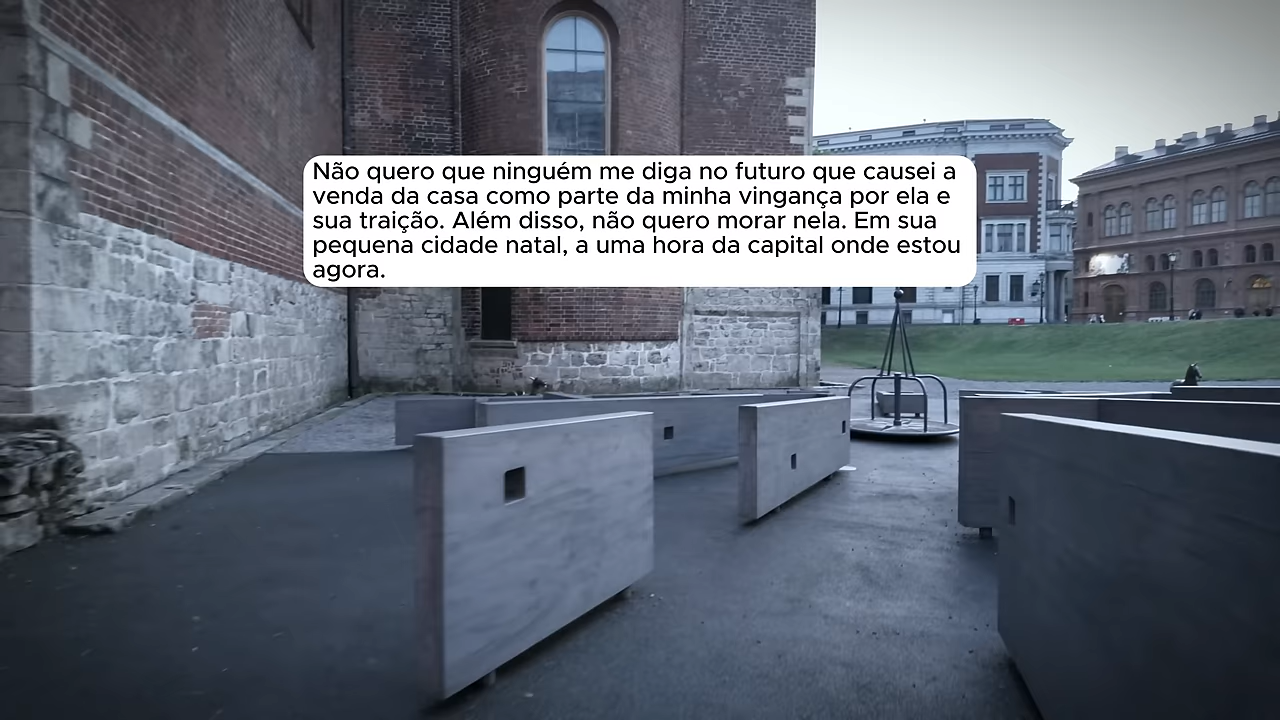 Não quero que ninguém me diga no futuro que causei a
venda da casa como parte da minha vingança por ela e
sua traição. Além disso, não quero morar nela. Em sua
pequena cidade natal, a uma hora da capital onde estou
agora.